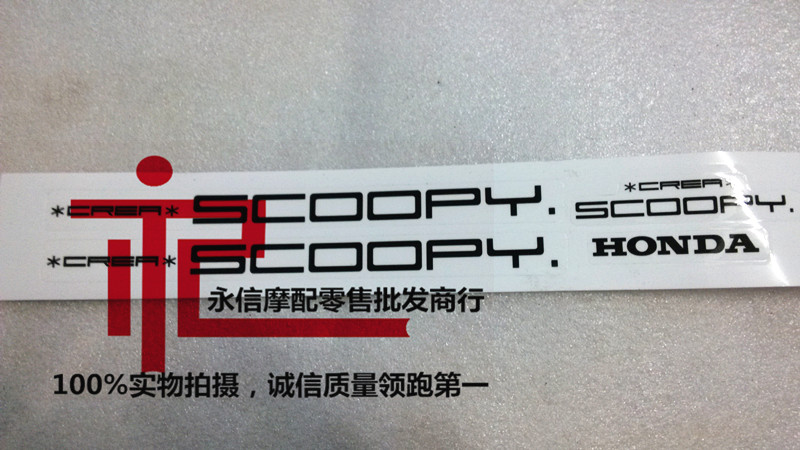 *CREA* SCOOPY.
*CREA* SCOOPY.
*CREA*
SCOOPY.
HONDA
永信摩配零售批发商行
100%实物拍摄，诚信质量领跑第一